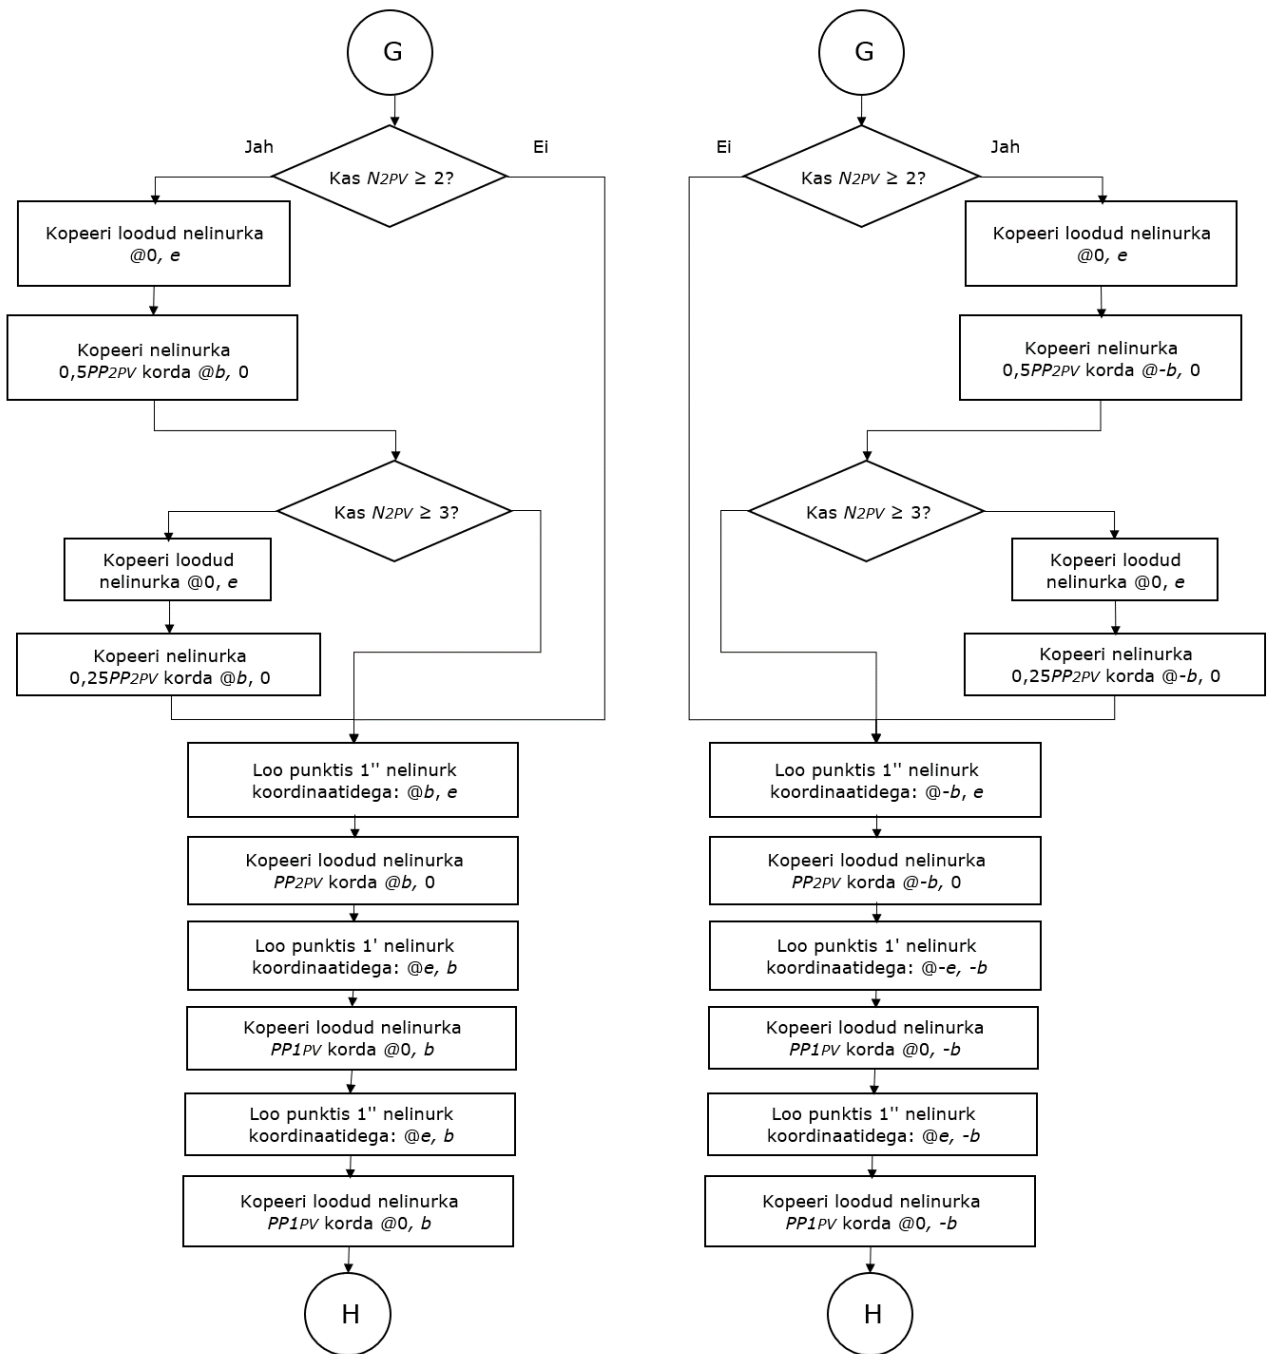 G
Jah
Ei
Kas N2PV ≥ 2?
Kopeeri loodud nelinurka
@0, e
Kopeeri nelinurka
0,5PP2PV korda @b, 0
Kas N2PV ≥ 3?
Kopeeri loodud
nelinurka @0, e
Kopeeri nelinurka
0,25PP2PV korda @b, 0
Loo punktis 1'' nelinurk
koordinaatidega: @b, e
Kopeeri loodud nelinurka
PP2PV korda @b, 0
Loo punktis 1' nelinurk
koordinaatidega: @e, b
Kopeeri loodud nelinurka
PP1PV korda @0, b
Loo punktis 1'' nelinurk
koordinaatidega: @e, b
Kopeeri loodud nelinurka
PP1PV korda @0, b
H
G
Ei
Jah
Kas N2PV ≥ 2?
Kopeeri loodud nelinurka
@0, e
Kopeeri nelinurka
0,5PP2PV korda @-b, 0
Kas N2PV ≥ 3?
Kopeeri loodud
nelinurka @0, e
Kopeeri nelinurka
0,25PP2PV korda @-b, 0
Loo punktis 1'' nelinurk
koordinaatidega: @-b, e
Kopeeri loodud nelinurka
PP2PV korda @-b, 0
Loo punktis 1' nelinurk
koordinaatidega: @-e, -b
Kopeeri loodud nelinurka
PP1PV korda @0, -b
Loo punktis 1'' nelinurk
koordinaatidega: @e, -b
Kopeeri loodud nelinurka
PP1PV korda @0, -b
H